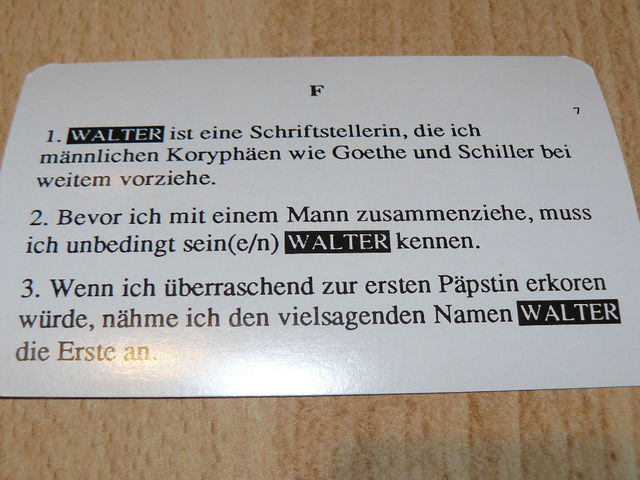 F
7
1. WALTER ist eine Schriftstellerin, die ich
männlichen Koryphäen wie Goethe und Schiller bei
weitem vorziehe.
2. Bevor ich mit einem Mann zusammenziehe, muss
ich unbedingt sein(e/n) WALTER kennen.
3. Wenn ich überraschend zur ersten Päpstin erkoren
würde, nähme ich den vielsagenden Namen WALTER
die Erste an.